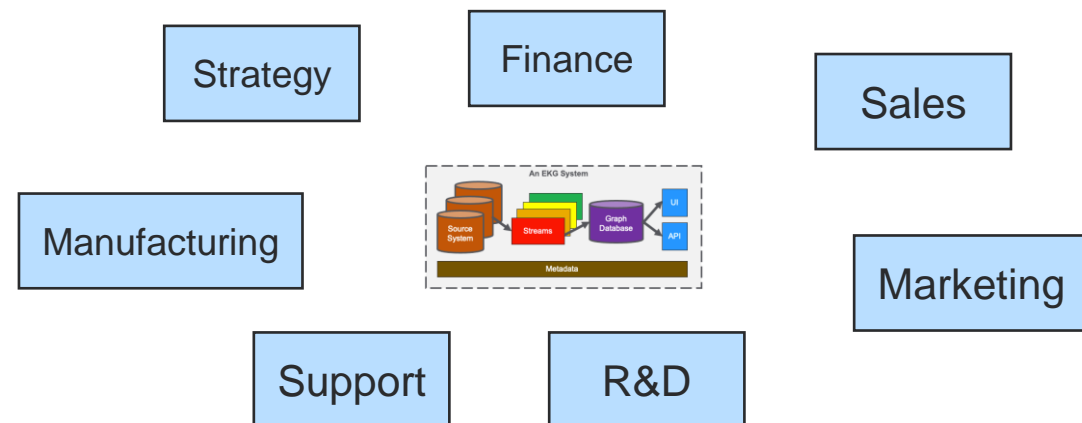 Finance
Strategy
Sales
An EKG System
UI
Source
System
Streams
Graph
Database
API
Metadata
Manufacturing
Marketing
Support
R&D